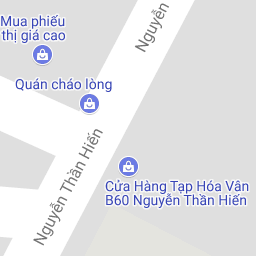 Mua phiếu
thị giá cao
Nguyễn
Quán cháo lòng
Nguyễn Thần Hiến
Cửa Hàng Tạp Hóa Vân
B60 Nguyễn Thần Hiến